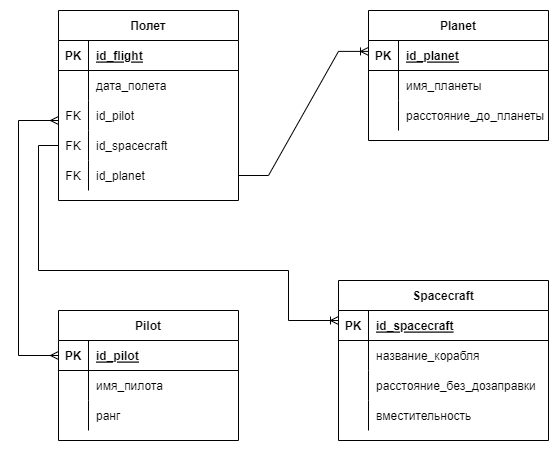 Полет
PK id_flight
дата_полета
FK id_pilot
FK id_spacecraft
FK id_planet
Planet
PK id_planet
имя_планеты
расстояние_до_планеты
Pilot
PK id_pilot
имя_пилота
ранг
Spacecraft
PK id_spacecraft
название_корабля
расстояние_без_дозаправки
вместительность